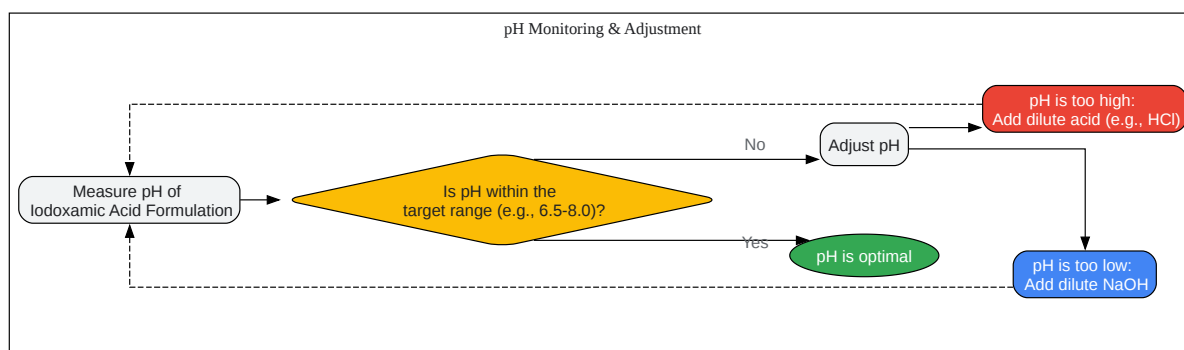 pH Monitoring & Adjustment
pH is too high:
Add dilute acid (e.g., HCl)
No
Adjust pH
Measure pH of
Iodoxamic Acid Formulation
Is pH within the
target range (e.g., 6.5-8.0)?
Yes
pH is optimal
pH is too low:
Add dilute NaOH